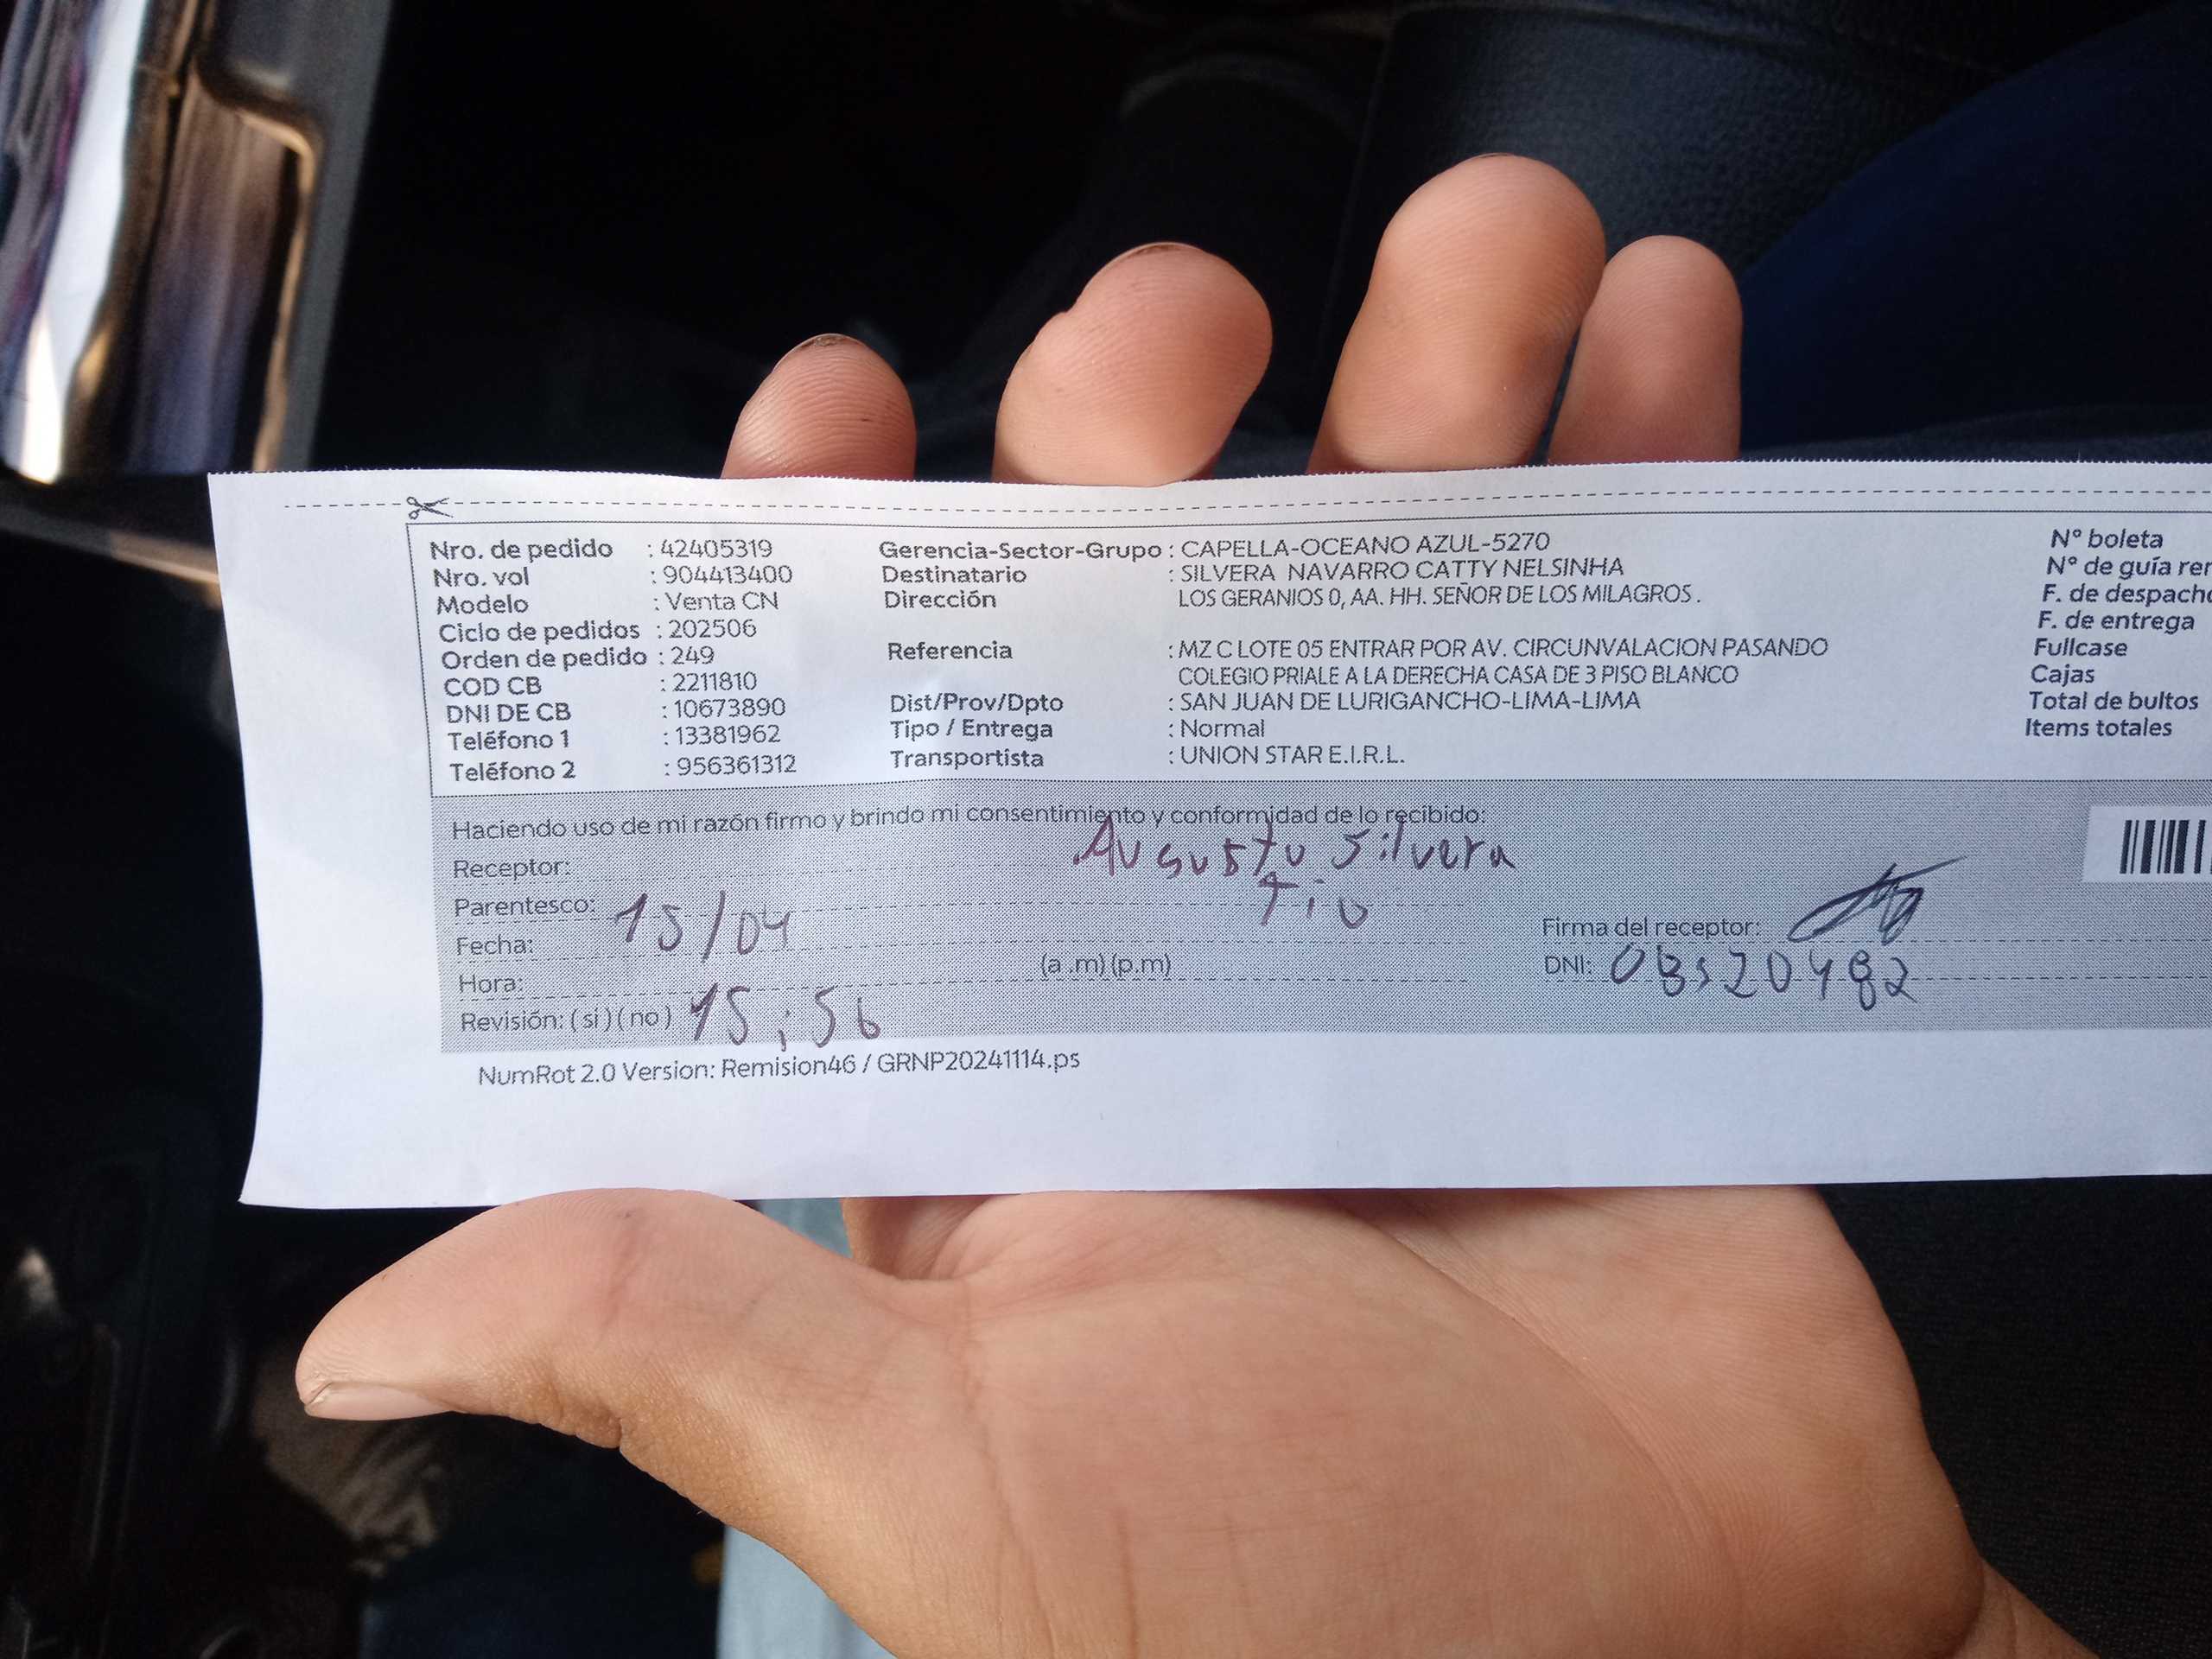 Nro. de pedido : 42405319
Nro. vol : 904413400
Modelo : Venta CN
Ciclo de pedidos : 202506
Orden de pedido : 249
COD CB : 2211810
DNI DE CB : 10673890
Teléfono 1 : 13381962
Teléfono 2 : 956361312
Gerencia-Sector-Grupo : CAPELLA-OCEANO AZUL-5270
Destinatario : SILVERA NAVARRO CATTY NELSINHA
Dirección LOS GERANIOS 0, AA. HH. SEÑOR DE LOS MILAGROS .
Referencia : MZ C LOTE 05 ENTRAR POR AV. CIRCUNVALACION PASANDO
COLEGIO PRIALE A LA DERECHA CASA DE 3 PISO BLANCO
Dist/Prov/Dpto : SAN JUAN DE LURIGANCHO-LIMA-LIMA
Tipo / Entrega : Normal
Transportista : UNION STAR E.I.R.L.
N° boleta
N° de guía rer
F. de despacho
F. de entrega
Fullcase
Cajas
Total de bultos
Items totales
Haciendo uso de mi razón firmo y brindo mi consentimiento y conformidad de lo recibido:
Receptor: Augusto Silvera
Parentesco: Tio
Fecha: 15/04
Hora: (a .m) (p.m)
Revisión: ( si ) ( no ) 15:56
Firma del receptor:
DNI: 08520482
NumRot 2.0 Version: Remision46 / GRNP20241114.ps